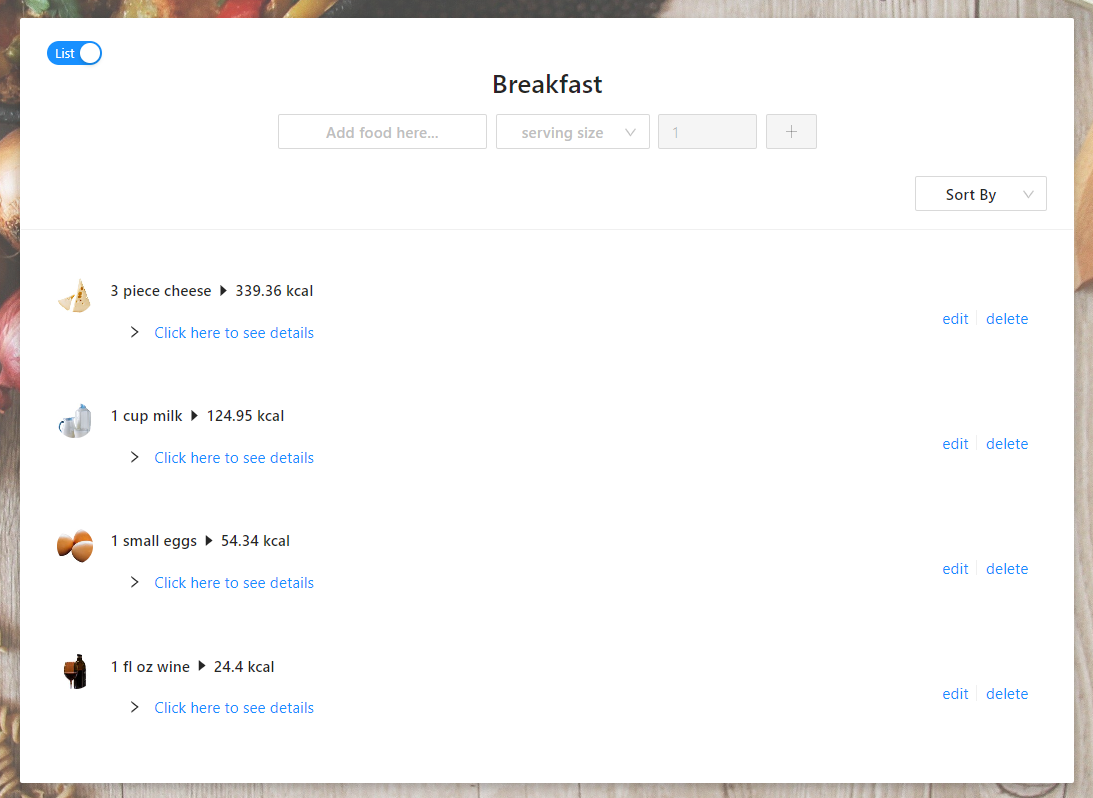 List
Breakfast
Add food here... serving size 1 +
Sort By
3 piece cheese 339.36 kcal
Click here to see details
edit delete
1 cup milk 124.95 kcal
Click here to see details
edit delete
1 small eggs 54.34 kcal
Click here to see details
edit delete
1 fl oz wine 24.4 kcal
Click here to see details
edit delete